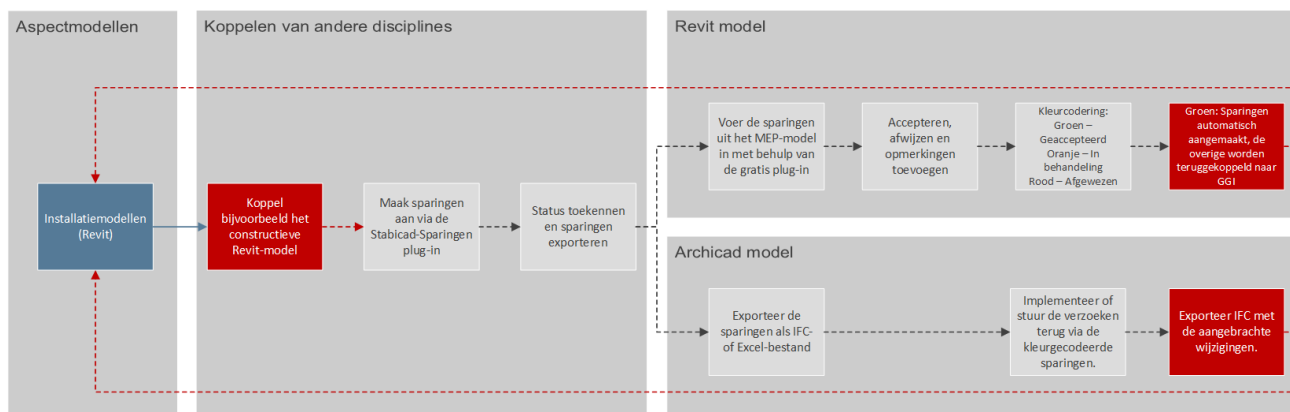 Aspectmodellen
Koppelen van andere disciplines
Revit model
Installatiemodellen
(Revit)
Koppel
bijvoorbeeld het
constructieve
Revit-model
Maak sparingen
aan via de
Stabicad-Sparingen
plug-in
Status toekennen
en sparingen
exporteren
Voer de sparingen
uit het MEP-model
in met behulp van
de gratis plug-in
Accepteren,
afwijzen en
opmerkingen
toevoegen
Kleurcodering:
Groen –
Geaccepteerd
Oranje – In
behandeling
Rood – Afgewezen
Groen: Sparingen
automatisch
aangemaakt, de
overige worden
teruggekoppeld naar
GGI
Archicad model
Exporteer de
sparingen als IFC-
of Excel-bestand
Implementeer of
stuur de verzoeken
terug via de
kleurgecodeerde
sparingen.
Exporteer IFC met
de aangebrachte
wijzigingen.